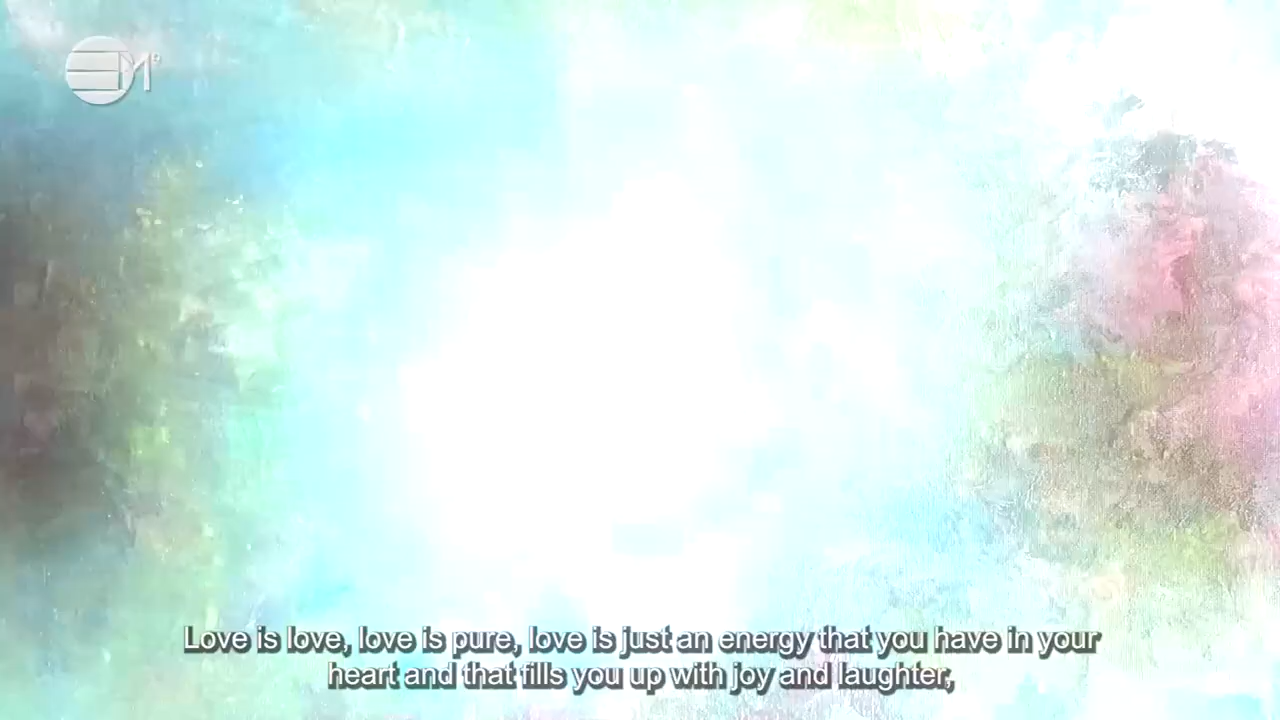 EM°
Love is love, love is pure, love is just an energy that you have in your
heart and that fills you up with joy and laughter,